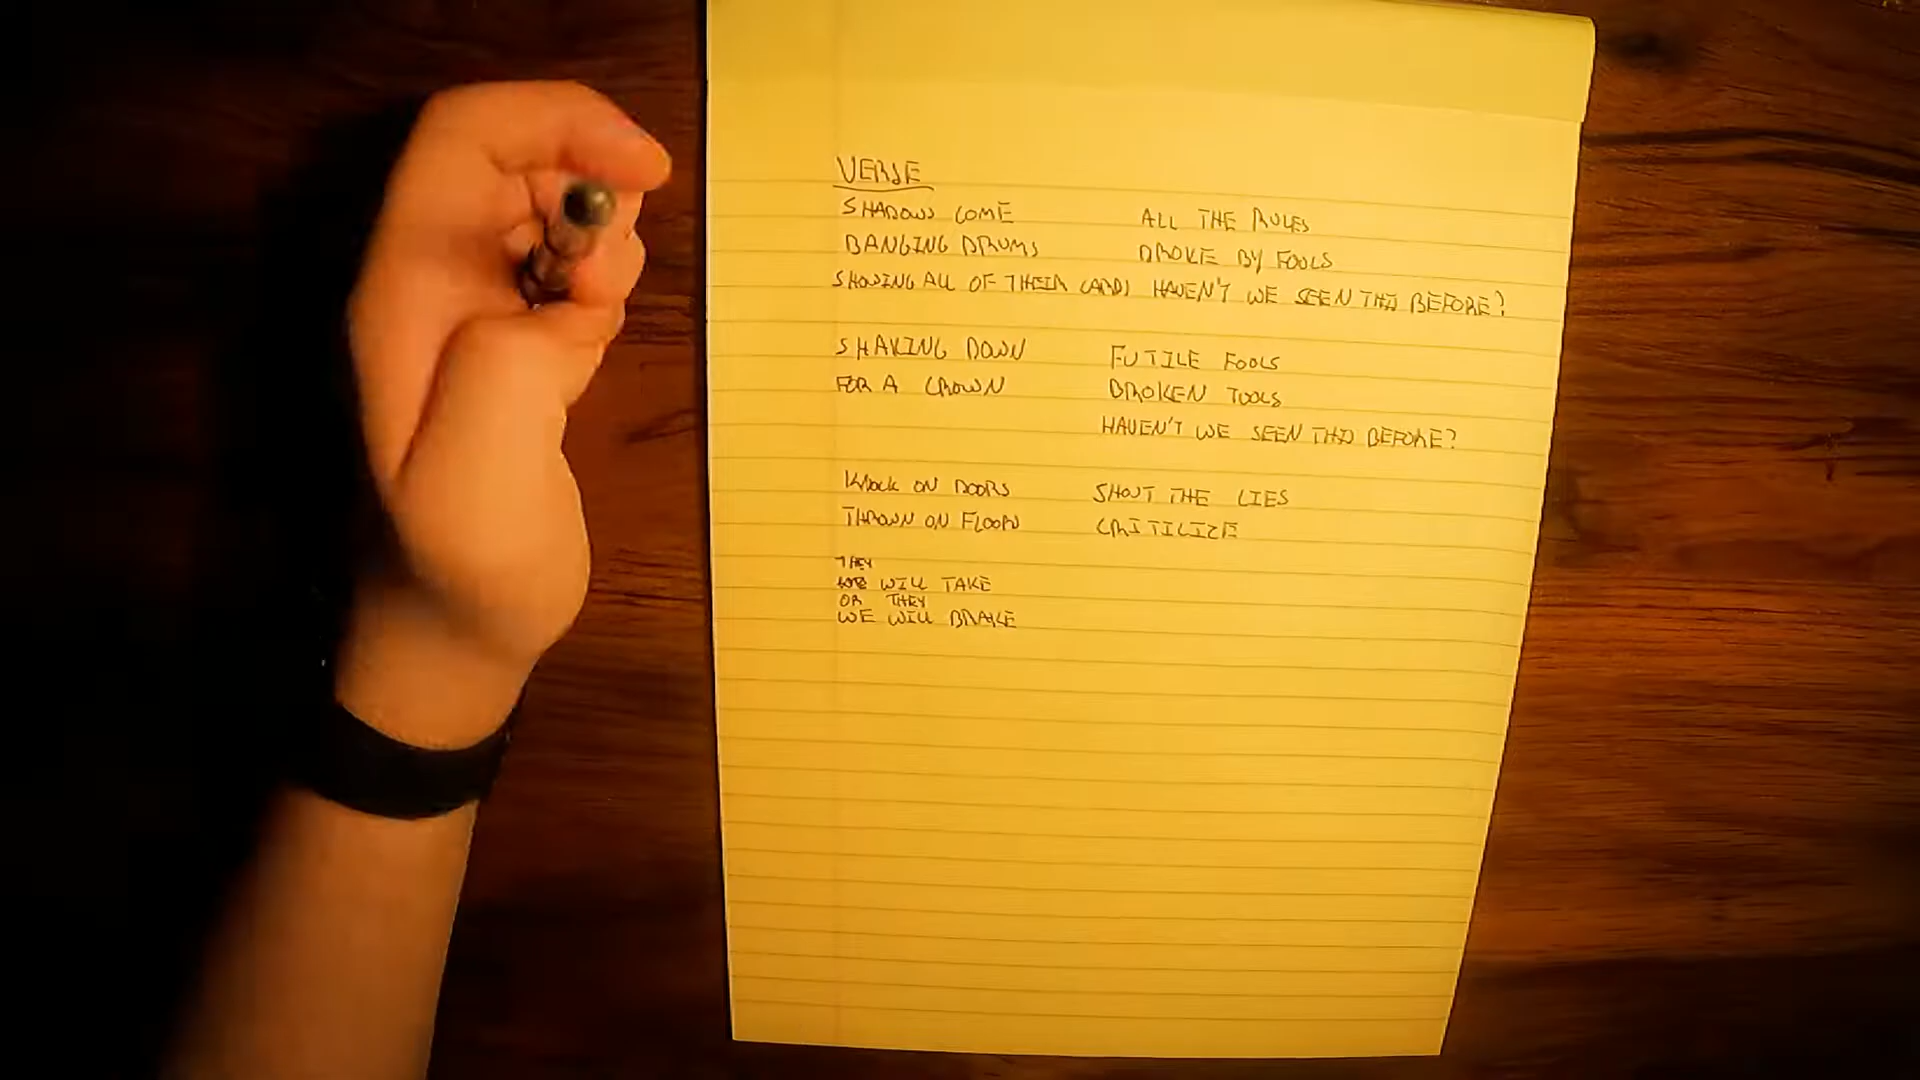 VERSE
SHADOWS COME
BANGING DRUMS
SHOWING ALL OF THEIR CARDS
ALL THE RULES
BROKE BY FOOLS
HAVEN'T WE SEEN THIS BEFORE?
SHAKING DOWN
FOR A CROWN
FUTILE FOOLS
BROKEN TOOLS
HAVEN'T WE SEEN THIS BEFORE?
KNOCK ON DOORS
THROWN ON FLOORS
SHOUT THE LIES
CRITICIZE
THEY
WILL TAKE
OR THEY
WE WILL BRAKE